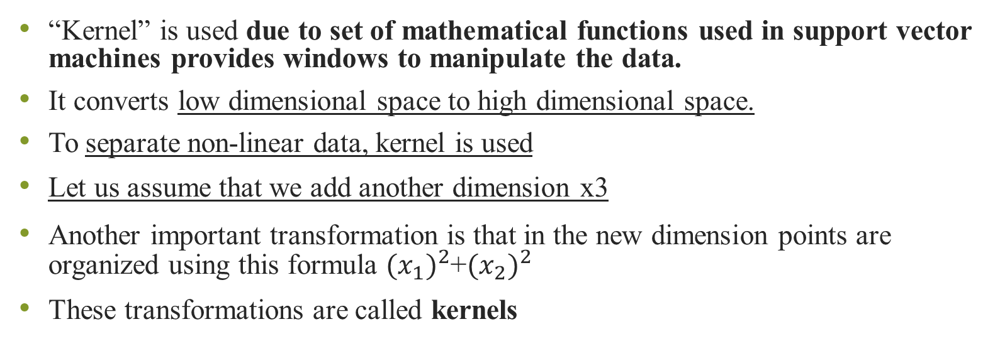 • “Kernel” is used due to set of mathematical functions used in support vector
machines provides windows to manipulate the data.
• It converts low dimensional space to high dimensional space.
• To separate non-linear data, kernel is used
• Let us assume that we add another dimension x3
• Another important transformation is that in the new dimension points are
organized using this formula (x₁)²+(x₂)²
• These transformations are called kernels